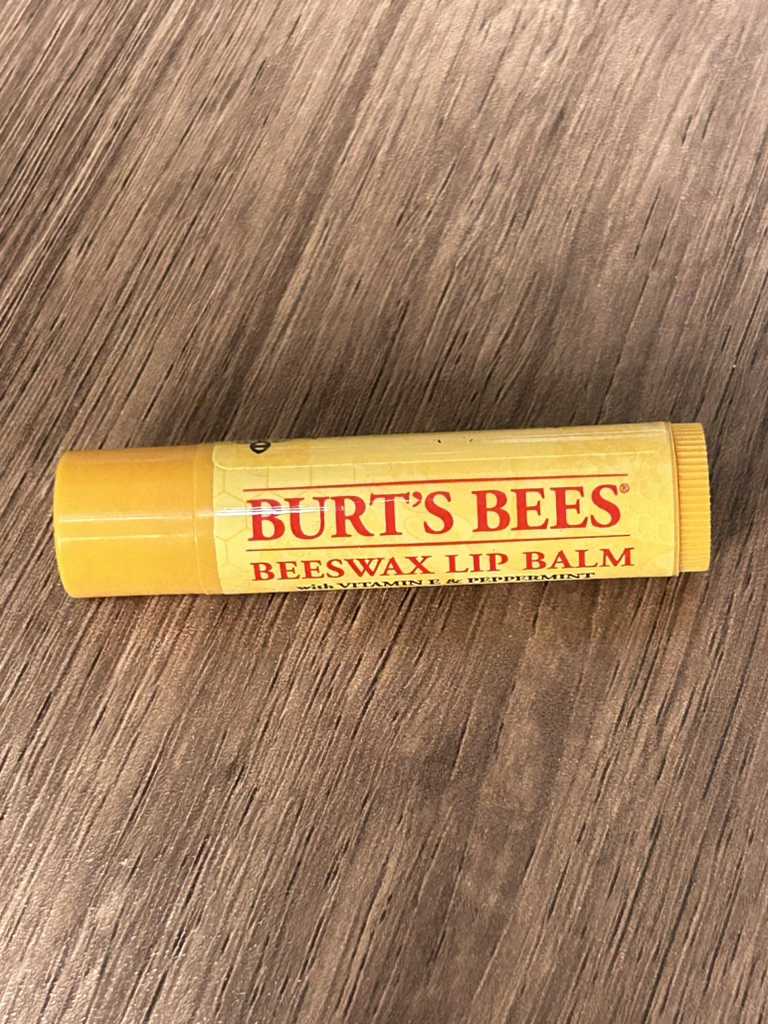 BURT'S BEES®
BEESWAX LIP BALM
with VITAMIN E & PEPPERMINT